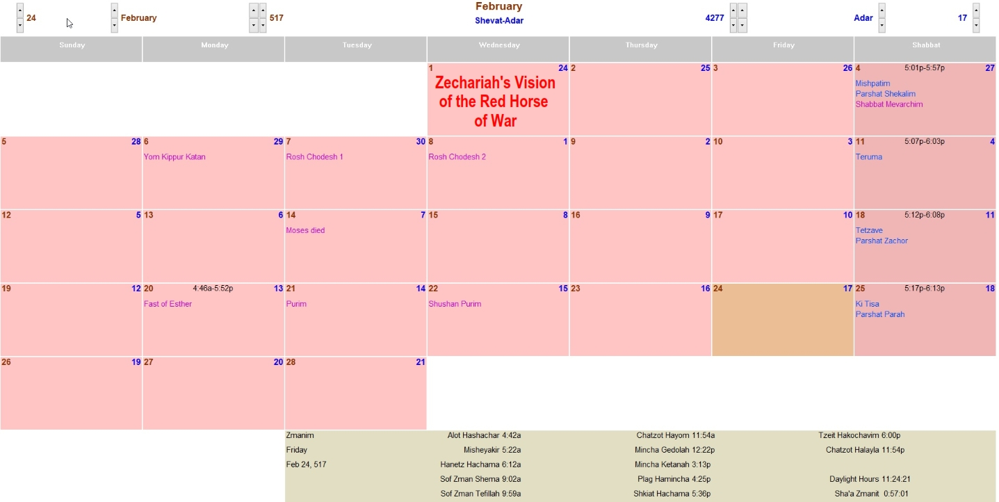 February
24 February 517 Shevat-Adar 4277 Adar 17
Sunday Monday Tuesday Wednesday Thursday Friday Shabbat
1 24 2 25 3 26 4 5:01p-5:57p 27
Zechariah's Vision
of the Red Horse
of War
Mishpatim
Parshat Shekalim
Shabbat Mevarchim
5 28 6 29 7 30 8 1 9 2 10 3 11 5:07p-6:03p 4
Yom Kippur Katan Rosh Chodesh 1 Rosh Chodesh 2 Teruma
12 5 13 6 14 7 15 8 16 9 17 10 18 5:12p-6:08p 11
Moses died Tetzave
Parshat Zachor
19 12 20 4:46a-5:52p 13 21 14 22 15 23 16 24 17 25 5:17p-6:13p 18
Fast of Esther Purim Shushan Purim Ki Tisa
Parshat Parah
26 19 27 20 28 21
Zmanim Alot Hashachar 4:42a Chatzot Hayom 11:54a Tzeit Hakochavim 6:00p
Friday Misheyakir 5:22a Mincha Gedolah 12:22p Chatzot Halayla 11:54p
Feb 24, 517 Hanetz Hachama 6:12a Mincha Ketanah 3:13p
Sof Zman Shema 9:02a Plag Hamincha 4:25p Daylight Hours 11:24:21
Sof Zman Tefillah 9:59a Shkiat Hachama 5:36p Sha'a Zmanit 0:57:01